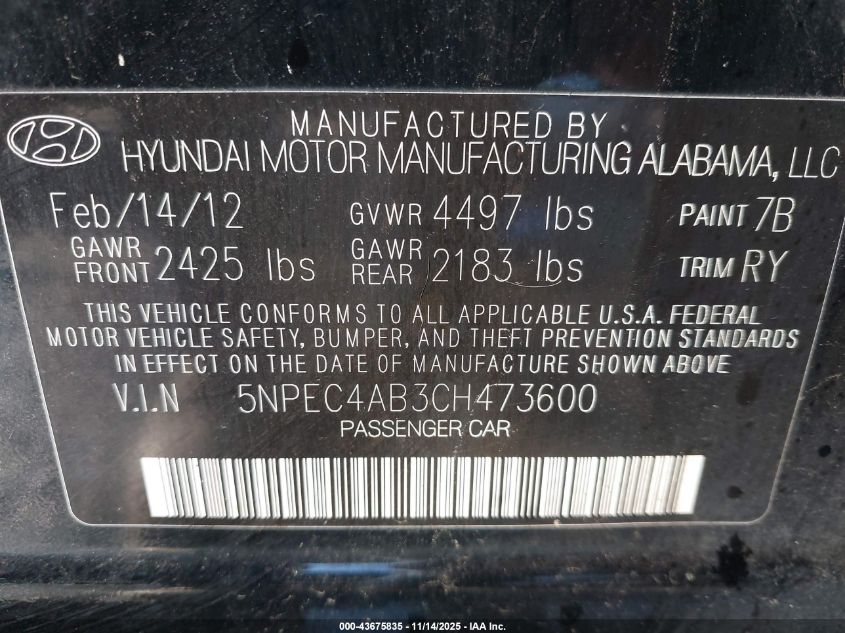 MANUFACTURED BY
HYUNDAI MOTOR MANUFACTURING ALABAMA, LLC
Feb/14/12 GVWR 4497 lbs PAINT 7B
GAWR FRONT 2425 lbs GAWR REAR 2183 lbs TRIM RY
THIS VEHICLE CONFORMS TO ALL APPLICABLE U.S.A. FEDERAL
MOTOR VEHICLE SAFETY, BUMPER, AND THEFT PREVENTION STANDARDS
IN EFFECT ON THE DATE OF MANUFACTURE SHOWN ABOVE
V.I.N 5NPEC4AB3CH473600
PASSENGER CAR
000-43675835 - 11/14/2025 - IAA Inc.